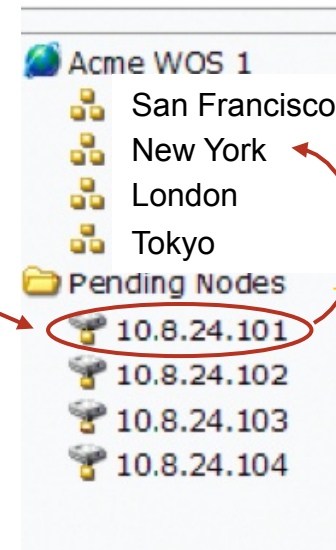 Acme WOS 1
San Francisco
New York
London
Tokyo
Pending Nodes
10.8.24.101
10.8.24.102
10.8.24.103
10.8.24.104